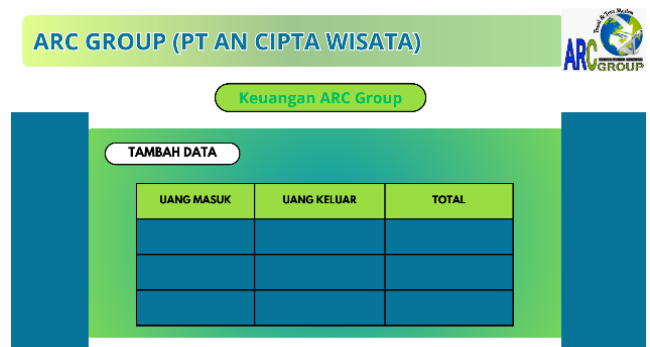 ARC GROUP (PT AN CIPTA WISATA)
ARC
GROUP
Keuangan ARC Group
TAMBAH DATA
UANG MASUK UANG KELUAR TOTAL